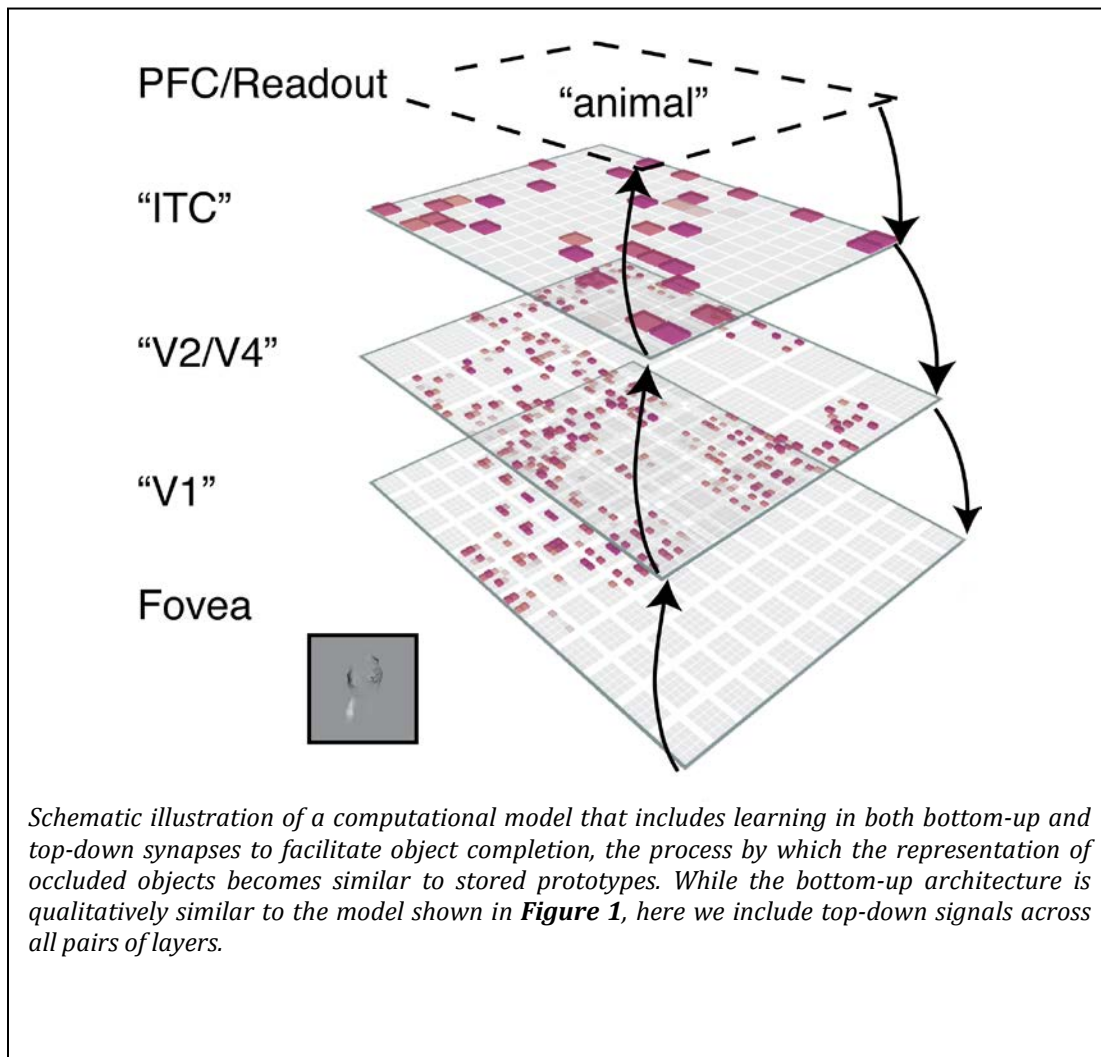 PFC/Readout
“animal”
“ITC”
“V2/V4”
“V1”
Fovea
Schematic illustration of a computational model that includes learning in both bottom-up and
top-down synapses to facilitate object completion, the process by which the representation of
occluded objects becomes similar to stored prototypes. While the bottom-up architecture is
qualitatively similar to the model shown in Figure 1, here we include top-down signals across
all pairs of layers.